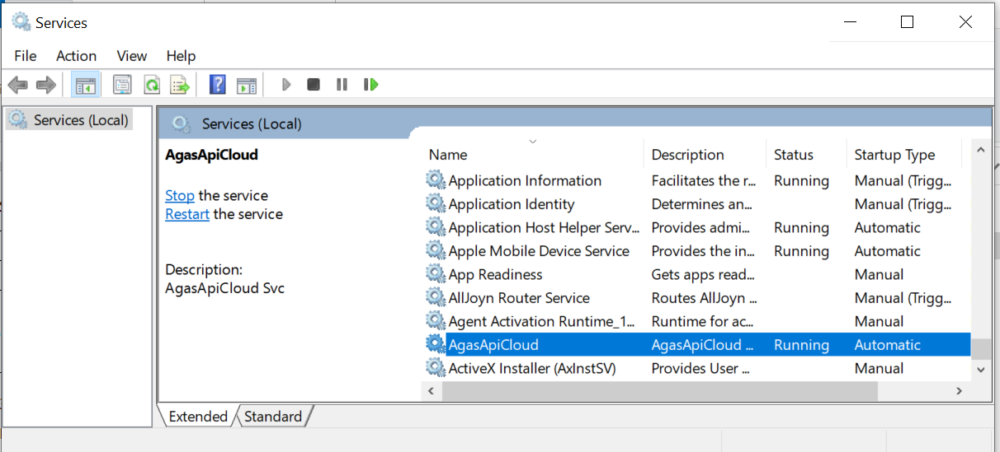 Services
File Action View Help
Services (Local)
Services (Local)
AgasApiCloud
Stop the service
Restart the service
Description:
AgasApiCloud Svc
Name Description Status Startup Type
Application Information Facilitates the r... Running Manual (Trigg...
Application Identity Determines an... Manual (Trigg...
Application Host Helper Serv... Provides admi... Running Automatic
Apple Mobile Device Service Provides the in... Running Automatic
App Readiness Gets apps read... Manual
AllJoyn Router Service Routes AllJoyn ... Manual (Trigg...
Agent Activation Runtime_1... Runtime for ac... Manual
AgasApiCloud AgasApiCloud ... Running Automatic
ActiveX Installer (AxInstSV) Provides User ... Manual
Extended Standard